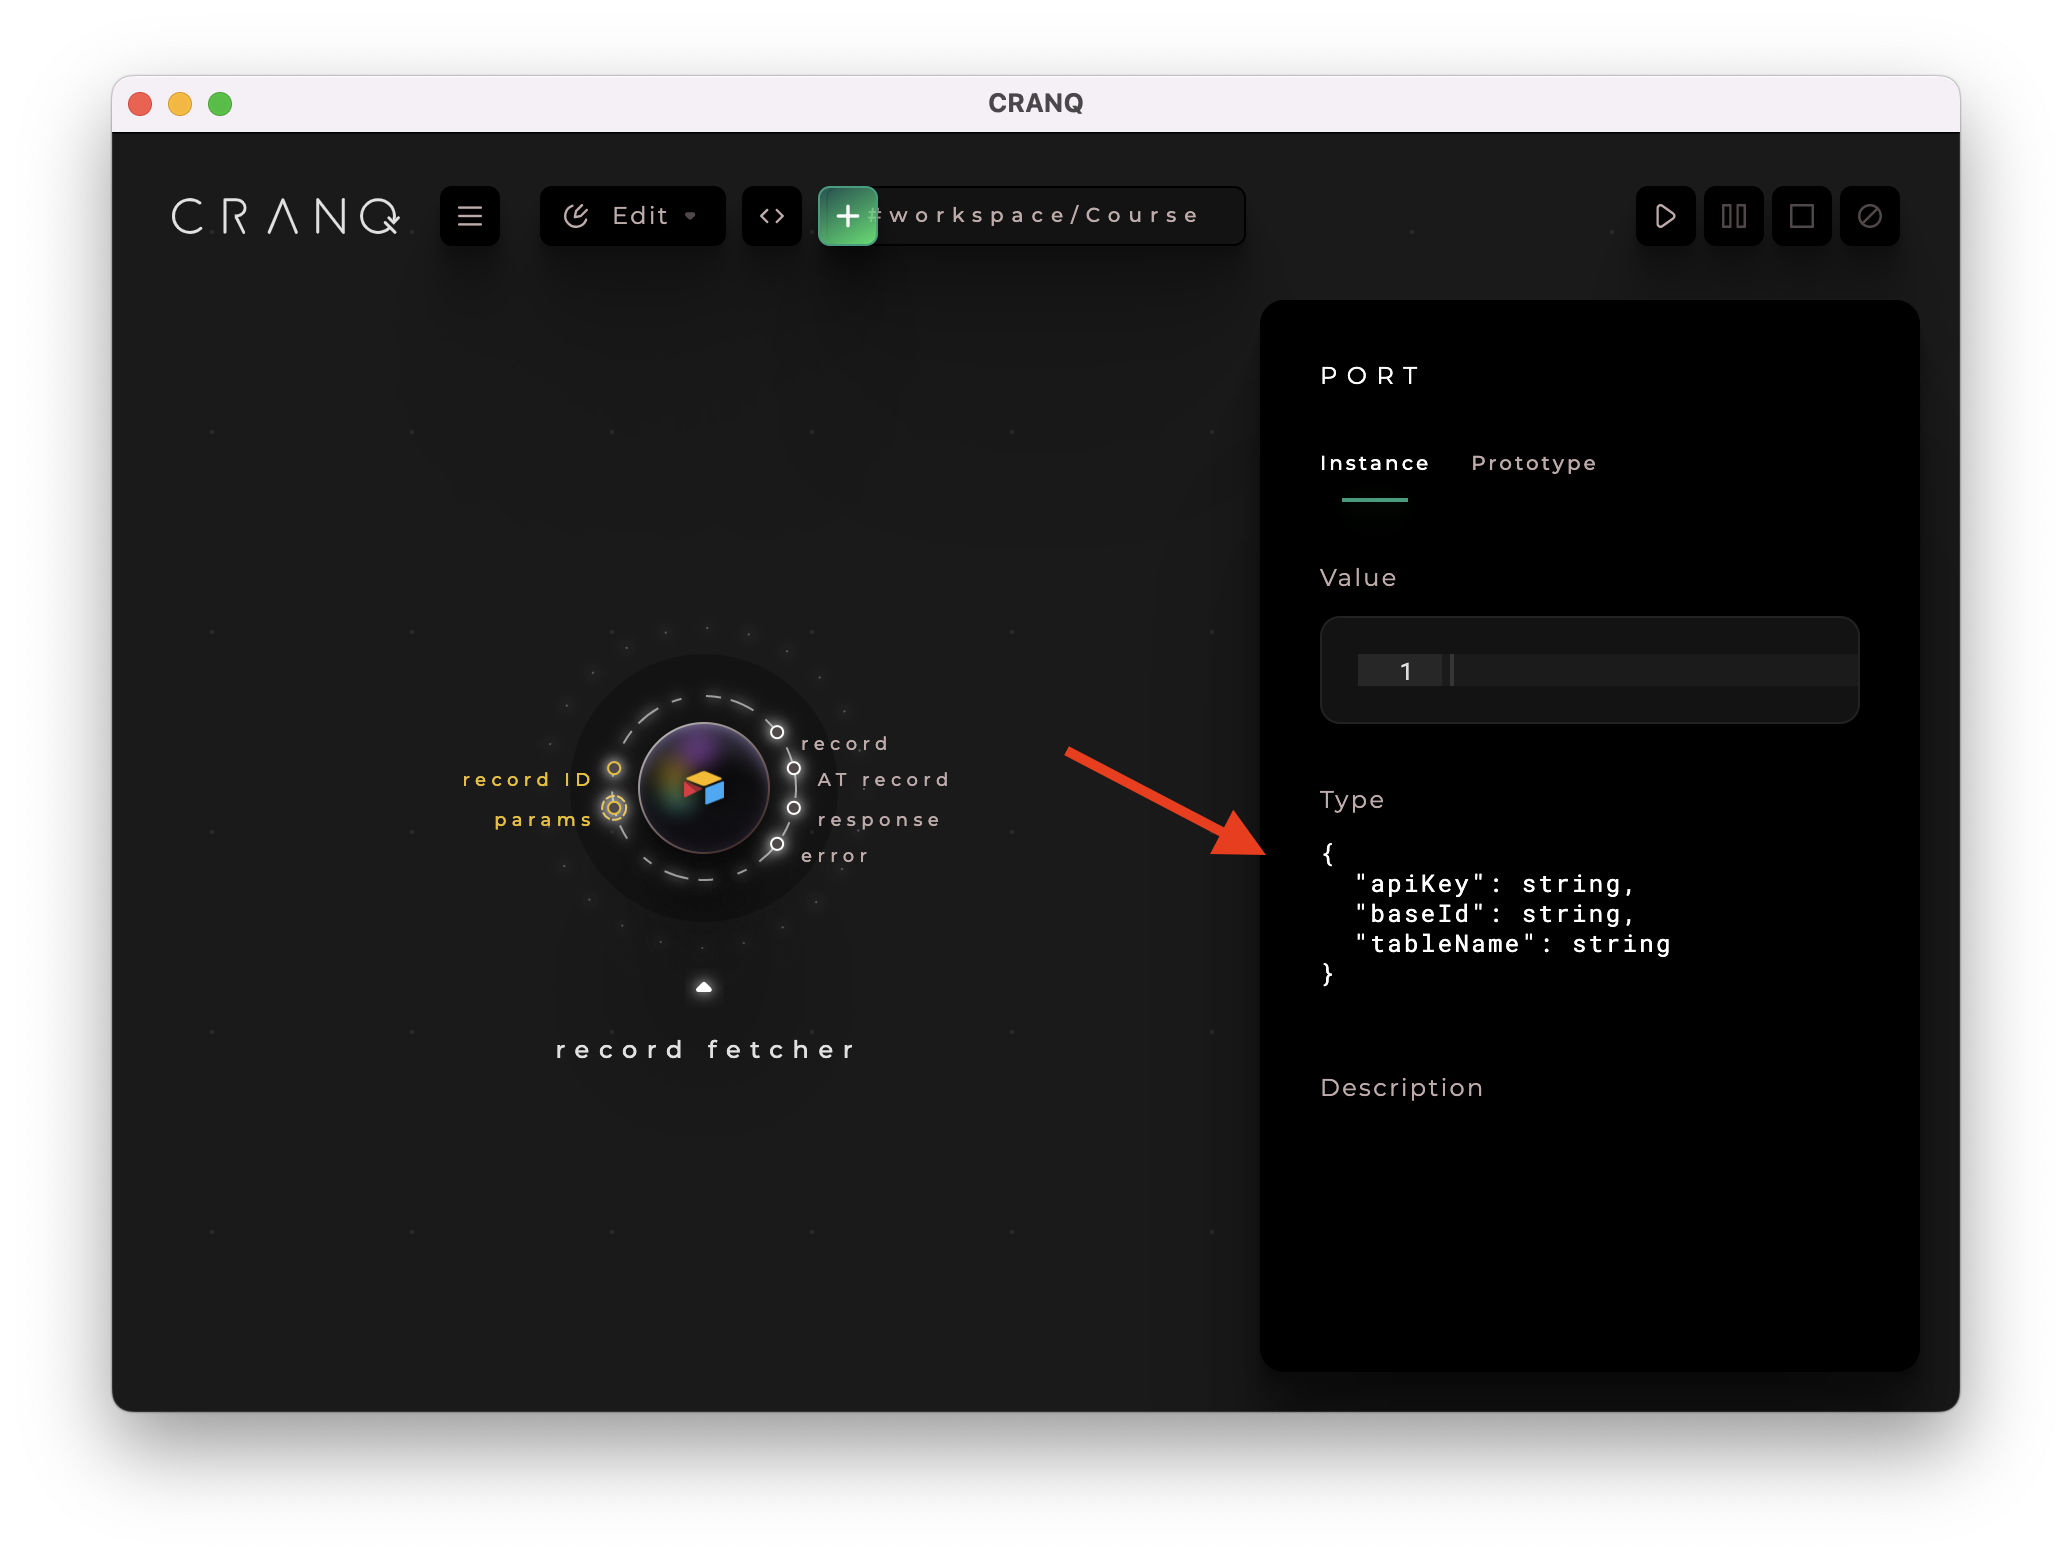 CRANQ
CRANQ
Edit
#workspace/Course
PORT
Instance
Prototype
Value
1
record
record ID
AT record
params
response
error
Type
{
"apiKey": string,
"baseId": string,
"tableName": string
}
record fetcher
Description